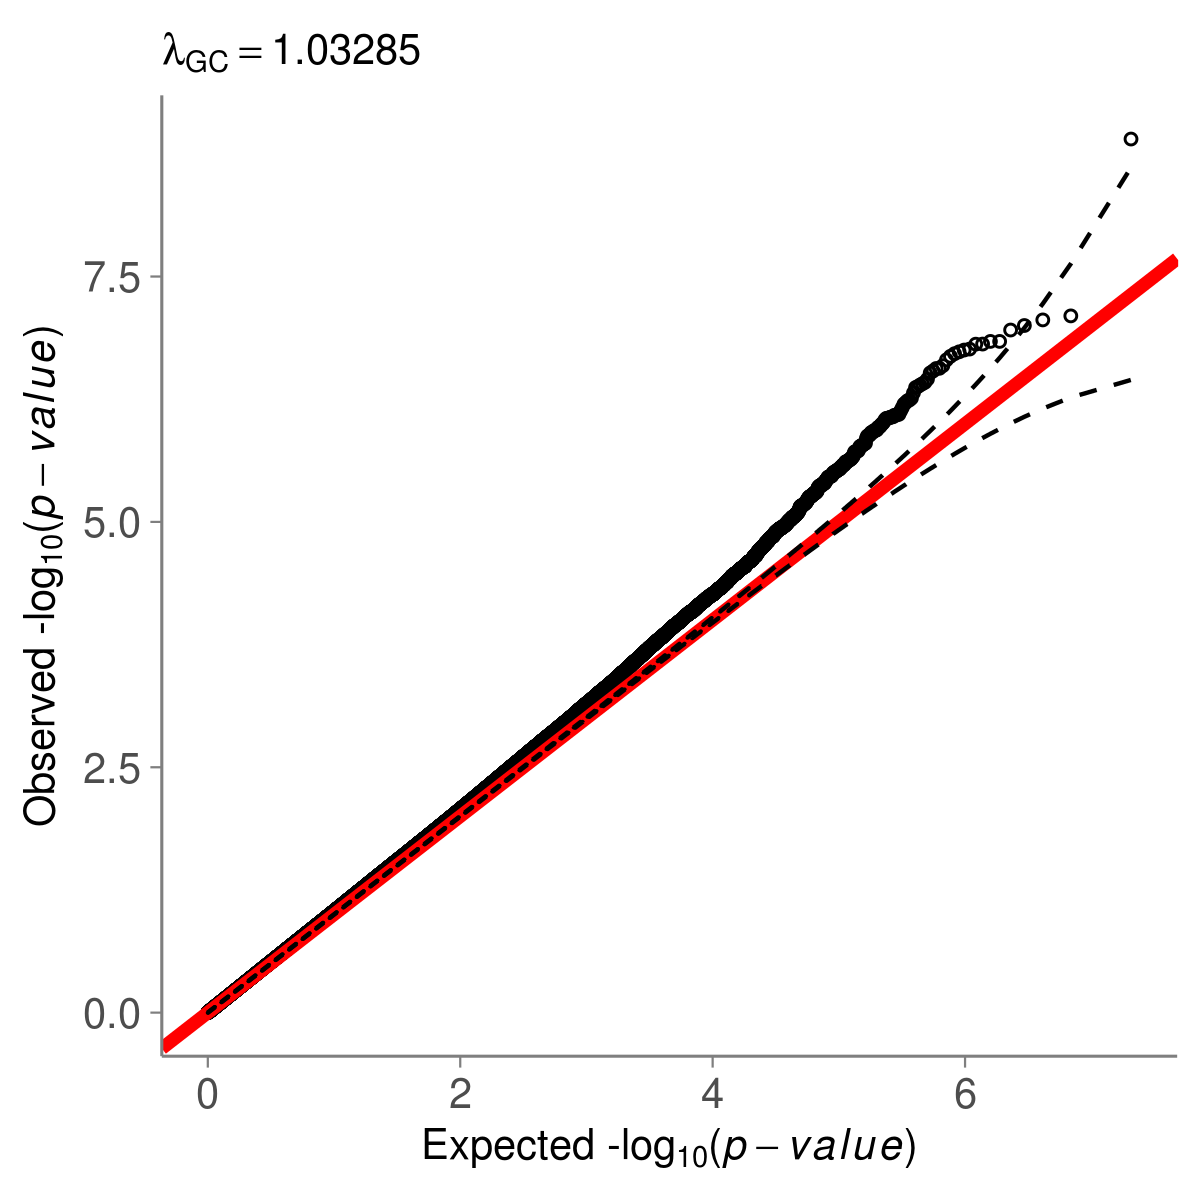 λGC = 1.03285
7.5
5.0
2.5
0.0
0 2 4 6
Observed -log10(p − value)
Expected -log10(p − value)